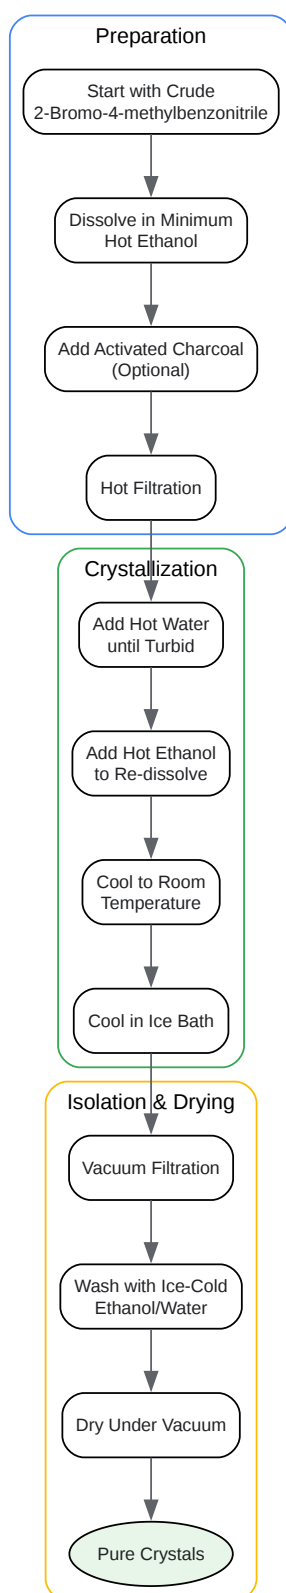 Preparation
Start with Crude
2-Bromo-4-methylbenzonitrile
Dissolve in Minimum
Hot Ethanol
Add Activated Charcoal
(Optional)
Hot Filtration
Crystallization
Add Hot Water
until Turbid
Add Hot Ethanol
to Re-dissolve
Cool to Room
Temperature
Cool in Ice Bath
Isolation & Drying
Vacuum Filtration
Wash with Ice-Cold
Ethanol/Water
Dry Under Vacuum
Pure Crystals